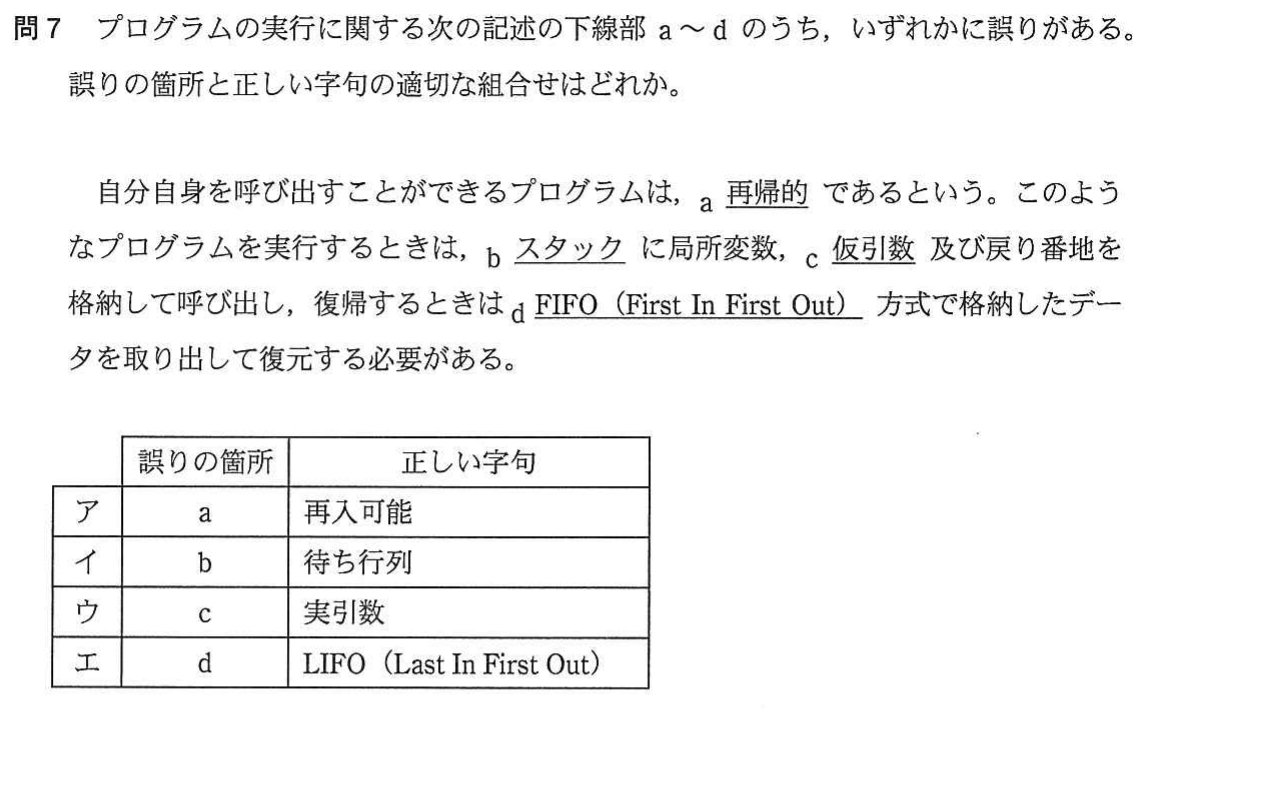 問7 プログラムの実行に関する次の記述の下線部 a～d のうち，いずれかに誤りがある。
誤りの箇所と正しい字句の適切な組合せはどれか。
自分自身を呼び出すことができるプログラムは，a 再帰的 であるという。このよう
なプログラムを実行するときは，b スタック に局所変数，c 仮引数 及び戻り番地を
格納して呼び出し，復帰するときは d FIFO（First In First Out） 方式で格納したデー
タを取り出して復元する必要がある。
誤りの箇所 正しい字句
ア a 再入可能
イ b 待ち行列
ウ c 実引数
エ d LIFO（Last In First Out）